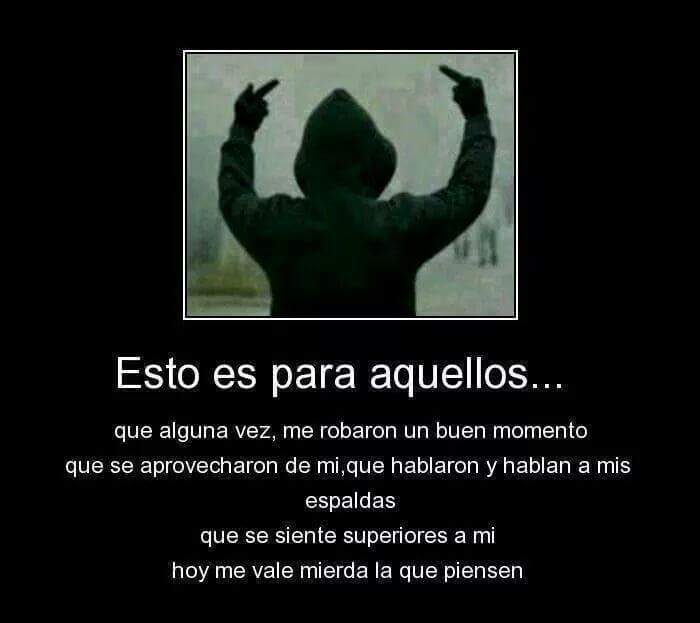 Esto es para aquellos...
que alguna vez, me robaron un buen momento
que se aprovecharon de mi,que hablaron y hablan a mis
espaldas
que se siente superiores a mi
hoy me vale mierda la que piensen